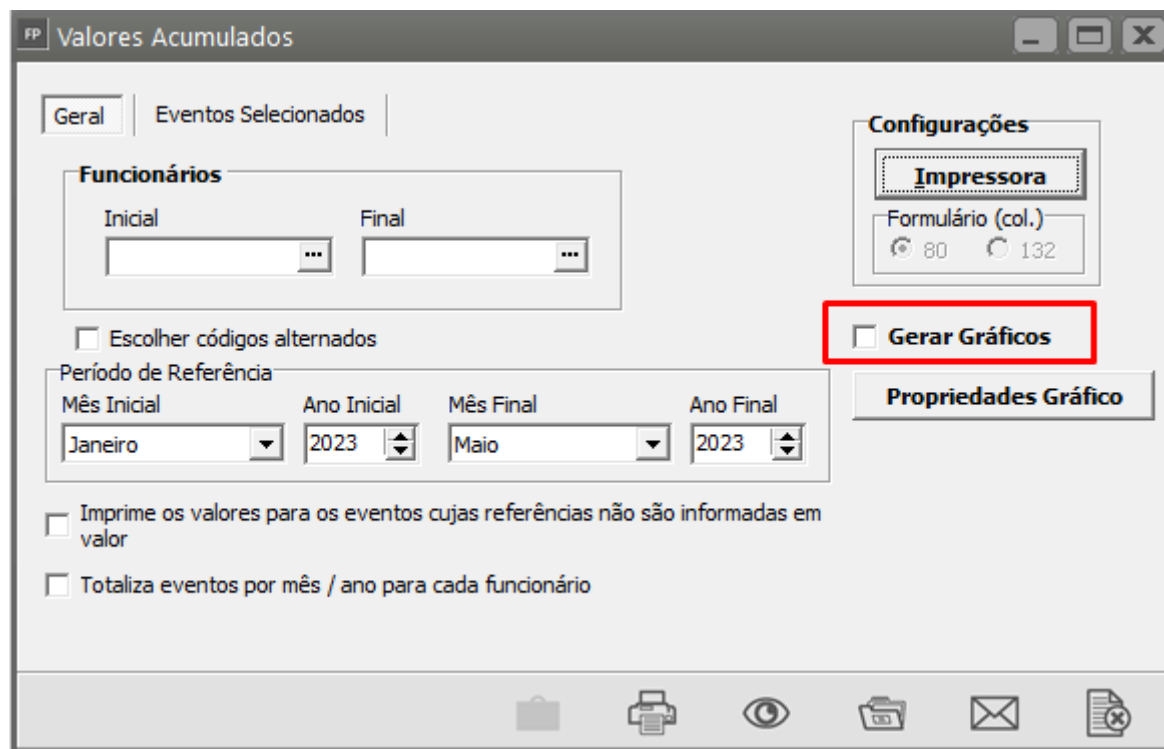 FP Valores Acumulados
Geral Eventos Selecionados
Configurações
Impressora
Formulário (col.)
80 132
Funcionários
Inicial Final
... ...
Escolher códigos alternados
Gerar Gráficos
Propriedades Gráfico
Período de Referência
Mês Inicial Ano Inicial Mês Final Ano Final
Janeiro 2023 Maio 2023
Imprime os valores para os eventos cujas referências não são informadas em
valor
Totaliza eventos por mês / ano para cada funcionário